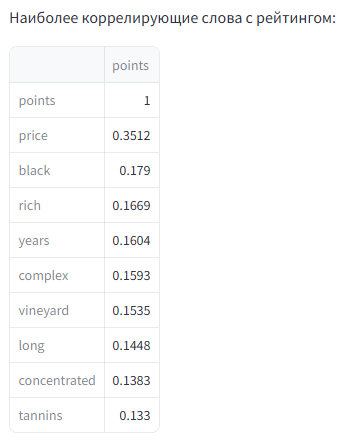 Наиболее коррелирующие слова с рейтингом:
points
points 1
price 0.3512
black 0.179
rich 0.1669
years 0.1604
complex 0.1593
vineyard 0.1535
long 0.1448
concentrated 0.1383
tannins 0.133